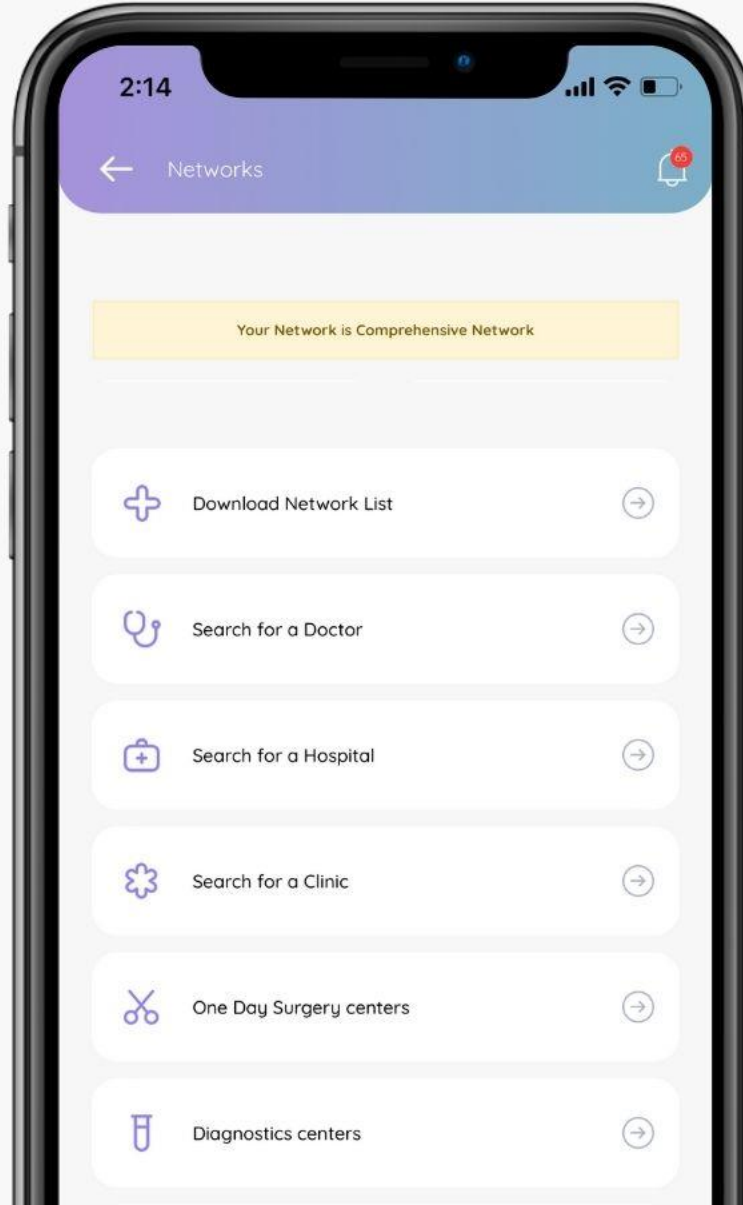 2:14
Networks
65
Your Network is Comprehensive Network
Download Network List
Search for a Doctor
Search for a Hospital
Search for a Clinic
One Day Surgery centers
Diagnostics centers